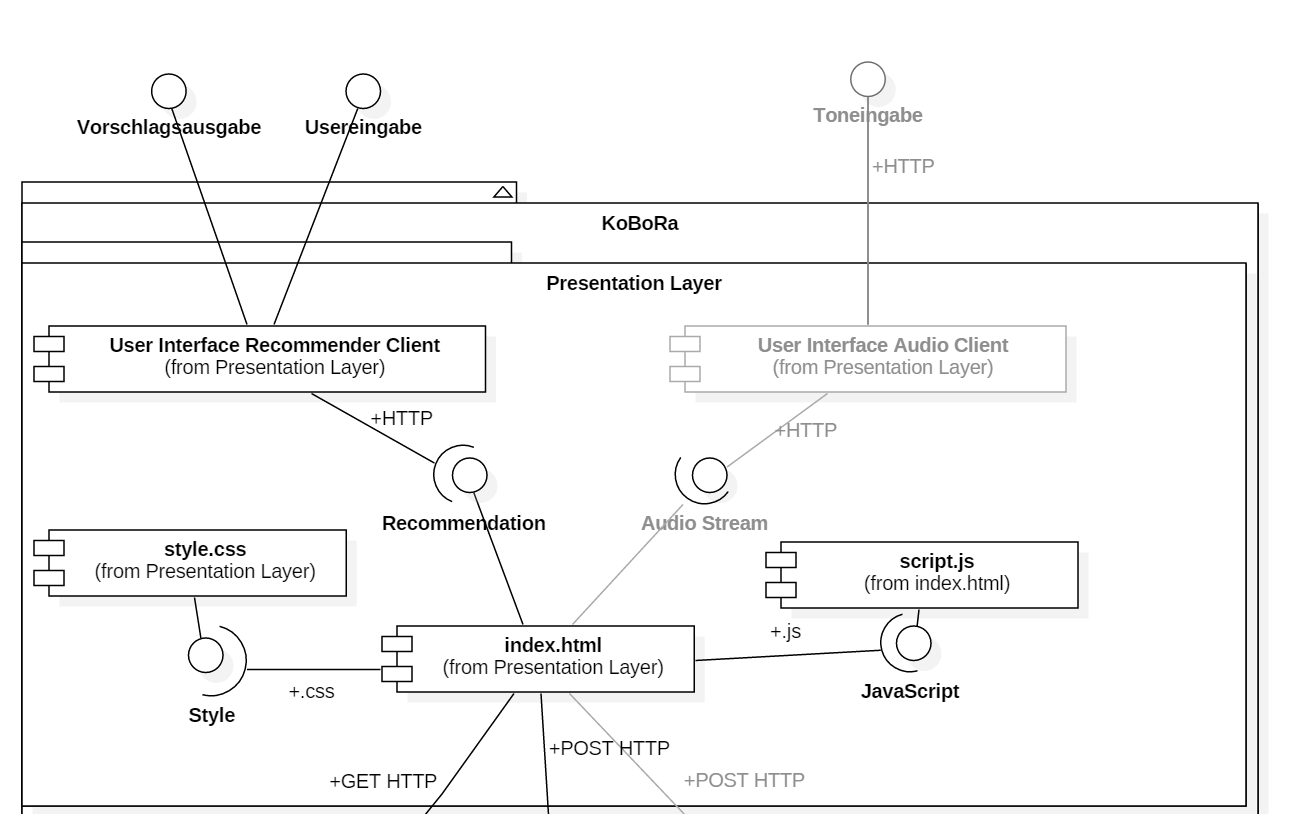 Vorschlagsausgabe
Usereingabe
Toneingabe
+HTTP
KoBoRa
Presentation Layer
User Interface Recommender Client
(from Presentation Layer)
User Interface Audio Client
(from Presentation Layer)
+HTTP
+HTTP
Recommendation
Audio Stream
style.css
(from Presentation Layer)
script.js
(from index.html)
index.html
(from Presentation Layer)
+.js
+.css
Style
JavaScript
+POST HTTP
+GET HTTP
+POST HTTP